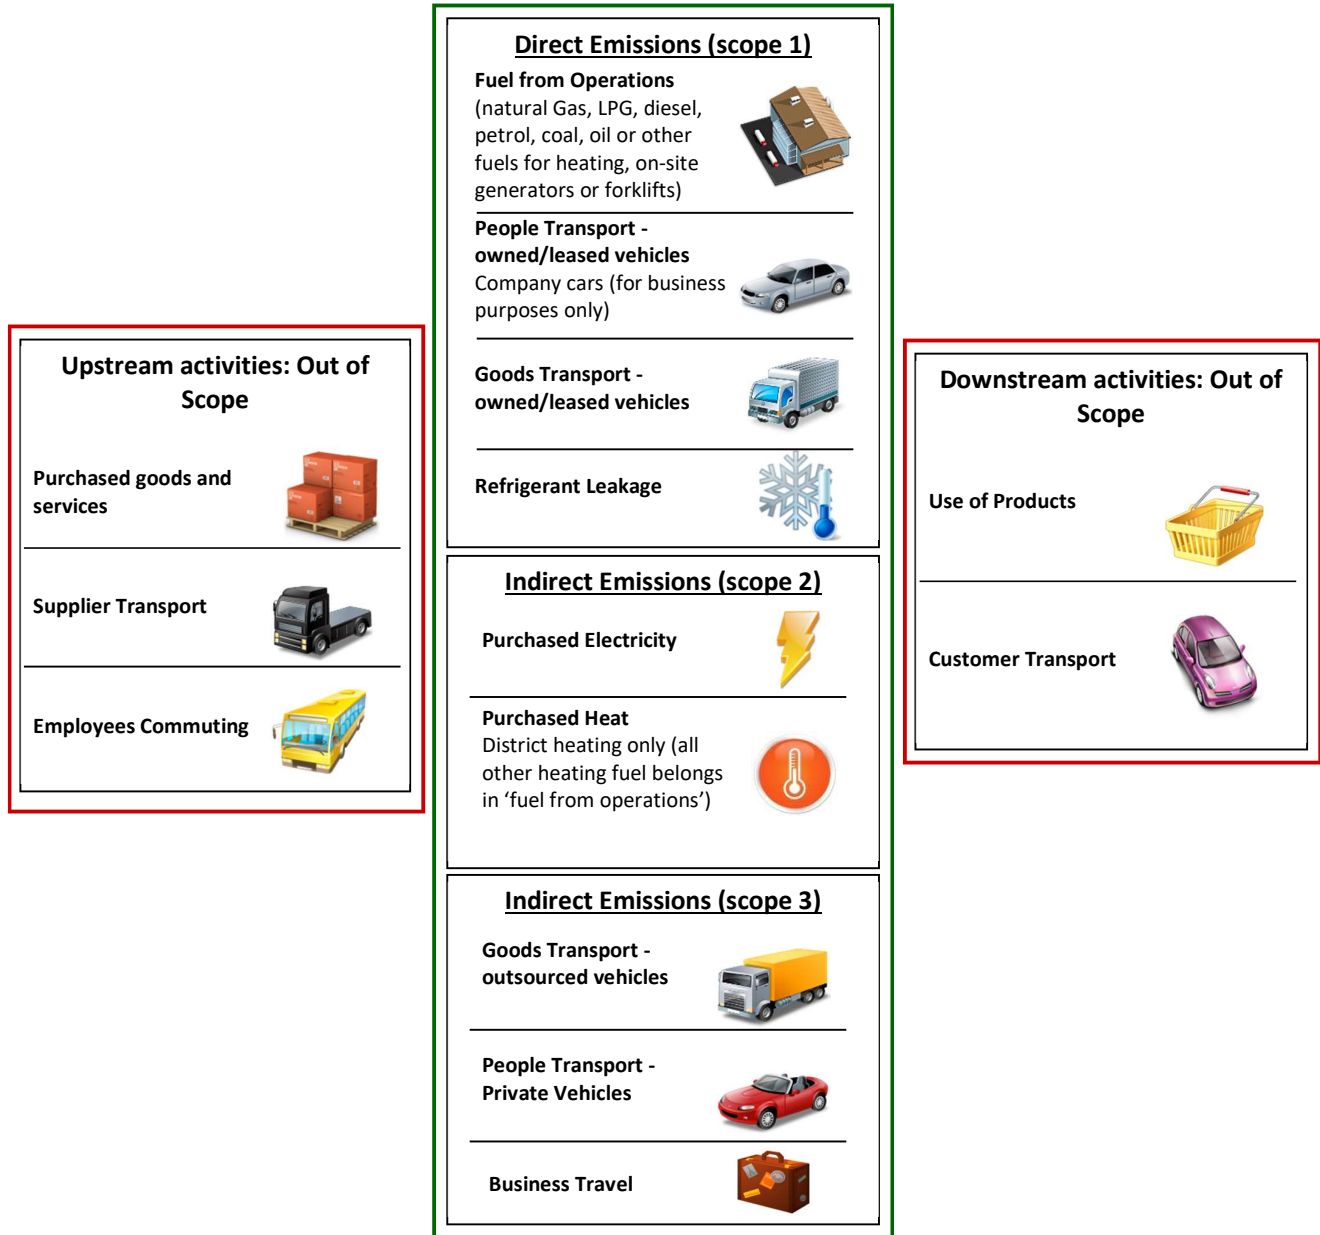 Direct Emissions (scope 1)
Fuel from Operations
(natural Gas, LPG, diesel,
petrol, coal, oil or other
fuels for heating, on-site
generators or forklifts)
People Transport -
owned/leased vehicles
Company cars (for business
purposes only)
Goods Transport -
owned/leased vehicles
Refrigerant Leakage
Upstream activities: Out of
Scope
Purchased goods and
services
Supplier Transport
Employees Commuting
Indirect Emissions (scope 2)
Purchased Electricity
Purchased Heat
District heating only (all
other heating fuel belongs
in ‘fuel from operations’)
Indirect Emissions (scope 3)
Goods Transport -
outsourced vehicles
People Transport -
Private Vehicles
Business Travel
Downstream activities: Out of
Scope
Use of Products
Customer Transport